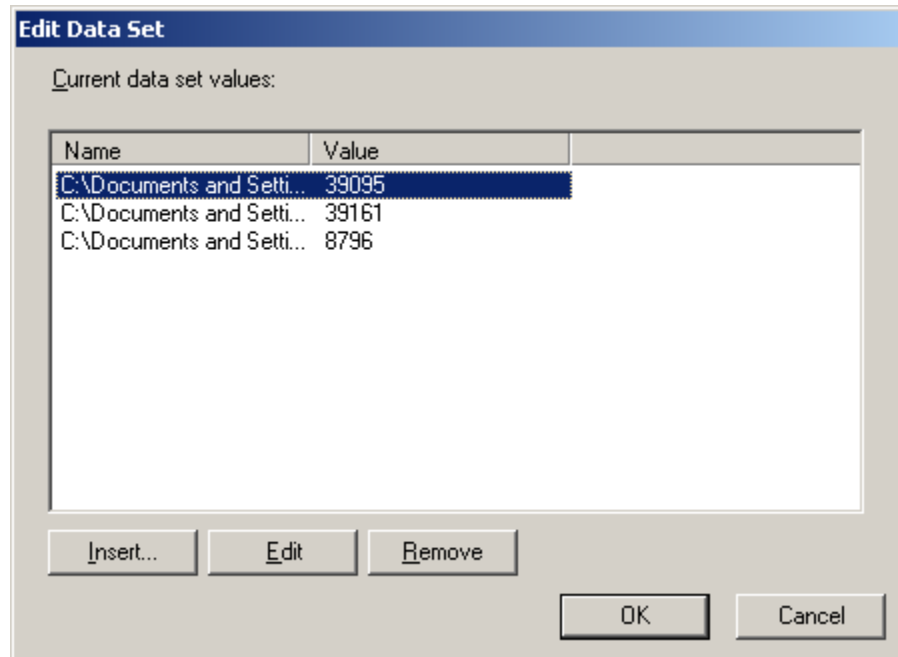 Edit Data Set
Current data set values:
Name Value
C:\Documents and Setti... 39095
C:\Documents and Setti... 39161
C:\Documents and Setti... 8796
Insert... Edit Remove
OK Cancel